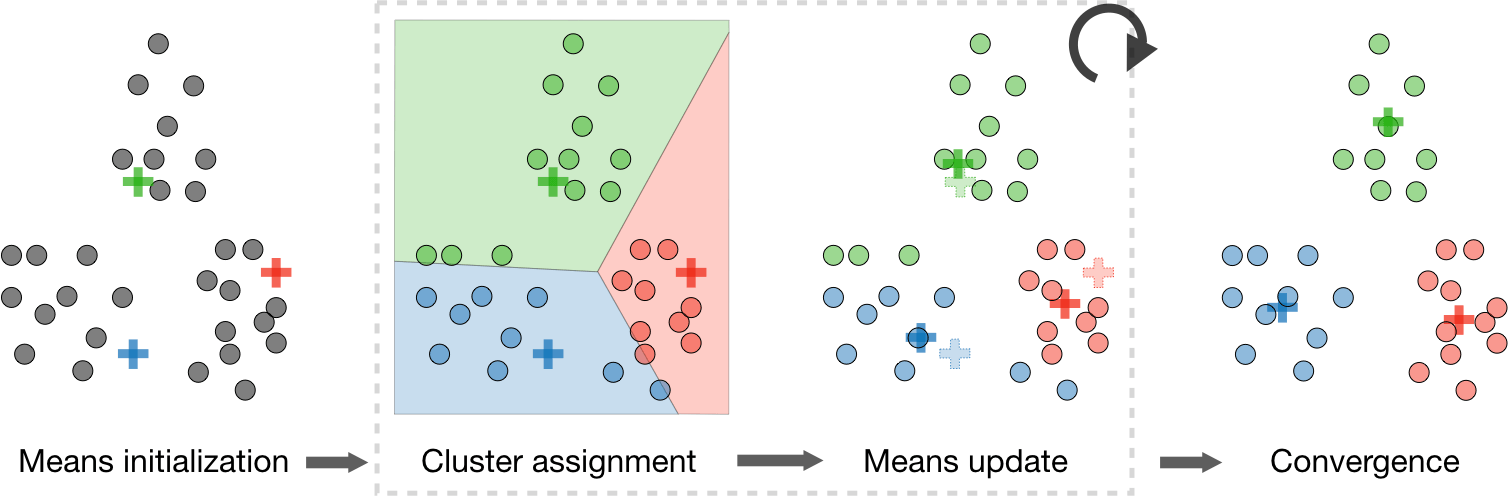 Means initialization
Cluster assignment
Means update
Convergence